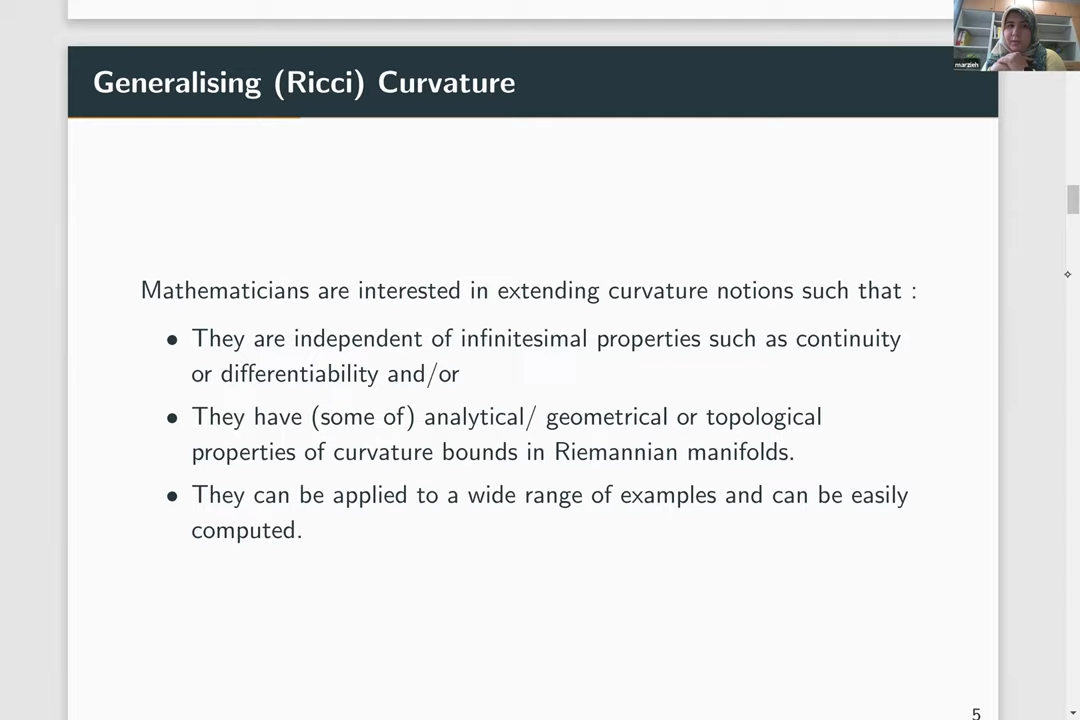 Generalising (Ricci) Curvature
marzieh
Mathematicians are interested in extending curvature notions such that :
• They are independent of infinitesimal properties such as continuity
or differentiability and/or
• They have (some of) analytical/ geometrical or topological
properties of curvature bounds in Riemannian manifolds.
• They can be applied to a wide range of examples and can be easily
computed.
5